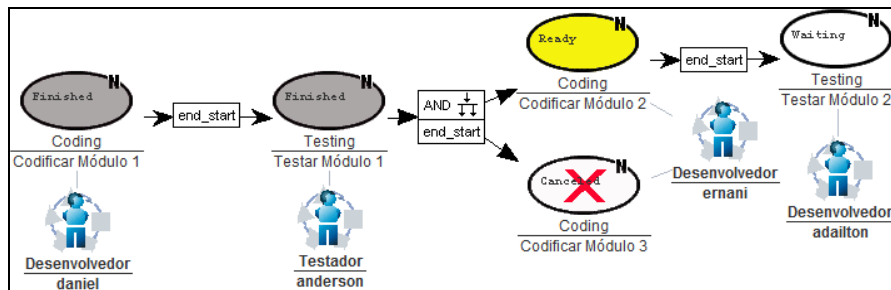 Finished
N
Coding
Codificar Módulo 1
Desenvolvedor
daniel
end_start
Finished
N
Testing
Testar Módulo 1
Testador
anderson
AND
end_start
Ready
N
Coding
Codificar Módulo 2
Canceled
N
Coding
Codificar Módulo 3
Desenvolvedor
ernani
end_start
Waiting
N
Testing
Testar Módulo 2
Desenvolvedor
adailton